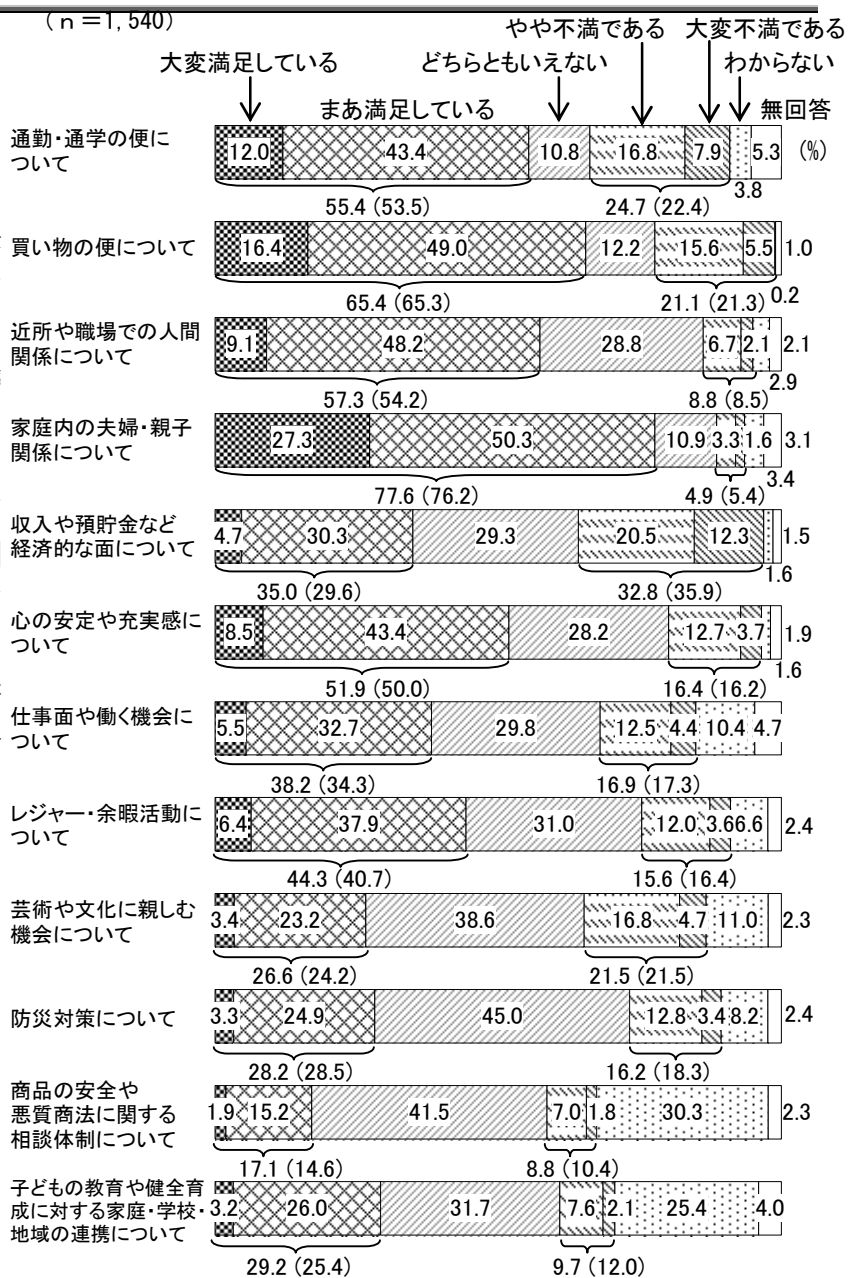 （ｎ＝1,540）
やや不満である　大変不満である
大変満足している　どちらともいえない　わからない
まあ満足している　無回答
通勤・通学の便に
ついて
12.0 43.4 10.8 16.8 7.9 5.3 (%)
3.8
55.4 (53.5) 24.7 (22.4)
買い物の便について
16.4 49.0 12.2 15.6 5.5 1.0
0.2
65.4 (65.3) 21.1 (21.3)
近所や職場での人間
関係について
9.1 48.2 28.8 6.7 2.1 2.1
2.9
57.3 (54.2) 8.8 (8.5)
家庭内の夫婦・親子
関係について
27.3 50.3 10.9 3.3 1.6 3.1
3.4
77.6 (76.2) 4.9 (5.4)
収入や預貯金など
経済的な面について
4.7 30.3 29.3 20.5 12.3 1.5
1.6
35.0 (29.6) 32.8 (35.9)
心の安定や充実感に
ついて
8.5 43.4 28.2 12.7 3.7 1.9
1.6
51.9 (50.0) 16.4 (16.2)
仕事面や働く機会に
ついて
5.5 32.7 29.8 12.5 4.4 10.4 4.7
38.2 (34.3) 16.9 (17.3)
レジャー・余暇活動に
ついて
6.4 37.9 31.0 12.0 3.6 6.6 2.4
44.3 (40.7) 15.6 (16.4)
芸術や文化に親しむ
機会について
3.4 23.2 38.6 16.8 4.7 11.0 2.3
26.6 (24.2) 21.5 (21.5)
防災対策について
3.3 24.9 45.0 12.8 3.4 8.2 2.4
28.2 (28.5) 16.2 (18.3)
商品の安全や
悪質商法に関する
相談体制について
1.9 15.2 41.5 7.0 1.8 30.3 2.3
17.1 (14.6) 8.8 (10.4)
子どもの教育や健全育
成に対する家庭・学校・
地域の連携について
3.2 26.0 31.7 7.6 2.1 25.4 4.0
29.2 (25.4) 9.7 (12.0)